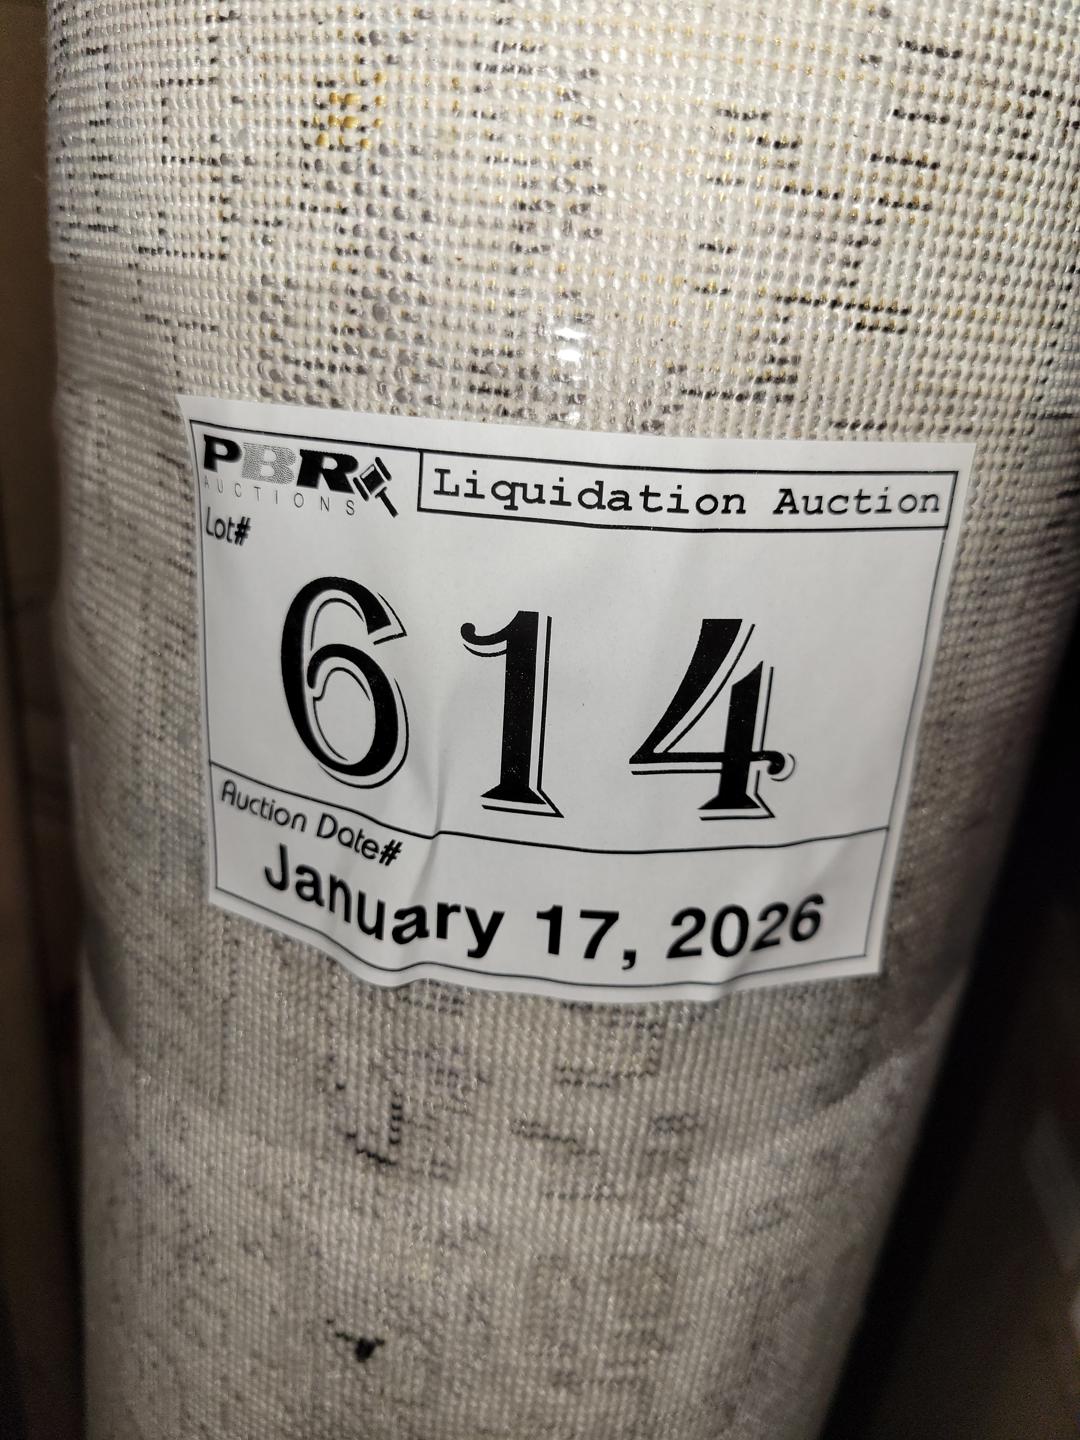 PBR
AUCTIONS
Liquidation Auction
Lot#
614
Auction Date#
January 17, 2026